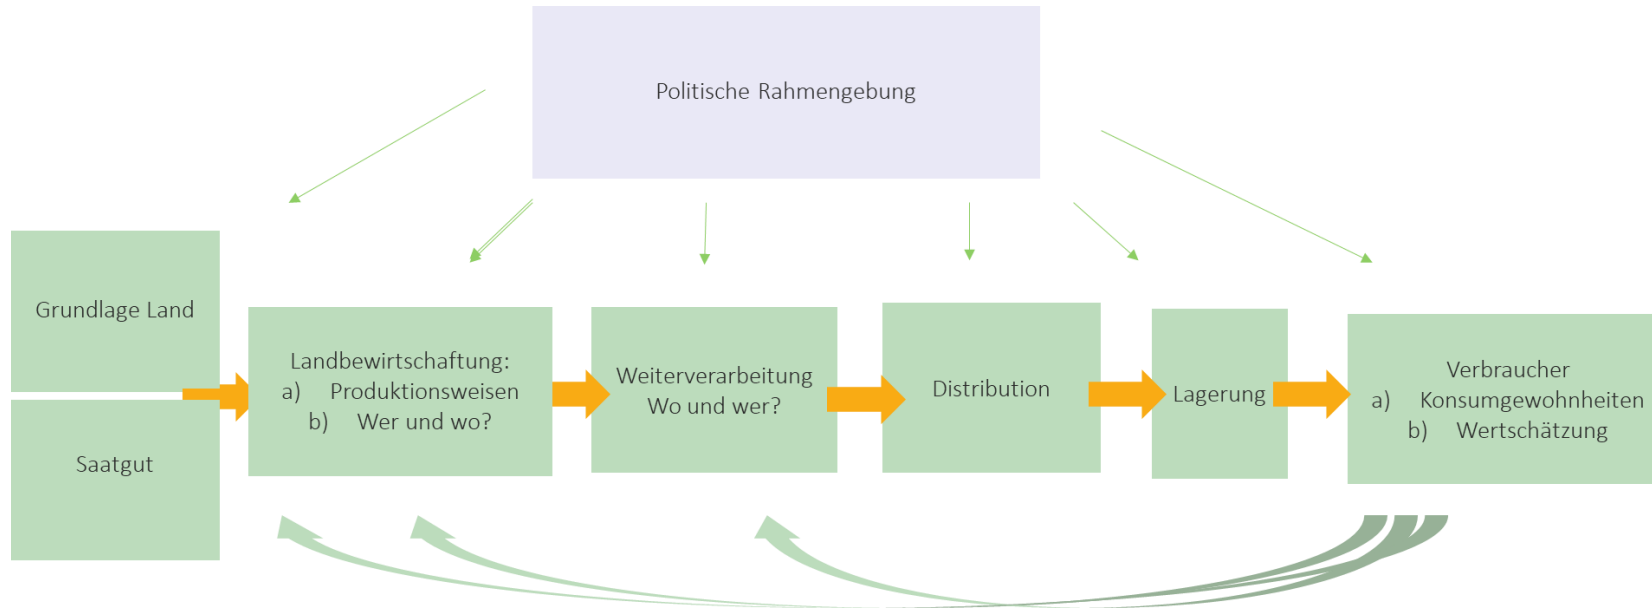 Politische Rahmengebung
Grundlage Land
Saatgut
Landbewirtschaftung:
a) Produktionsweisen
b) Wer und wo?
Weiterverarbeitung
Wo und wer?
Distribution
Lagerung
Verbraucher
a) Konsumgewohnheiten
b) Wertschätzung